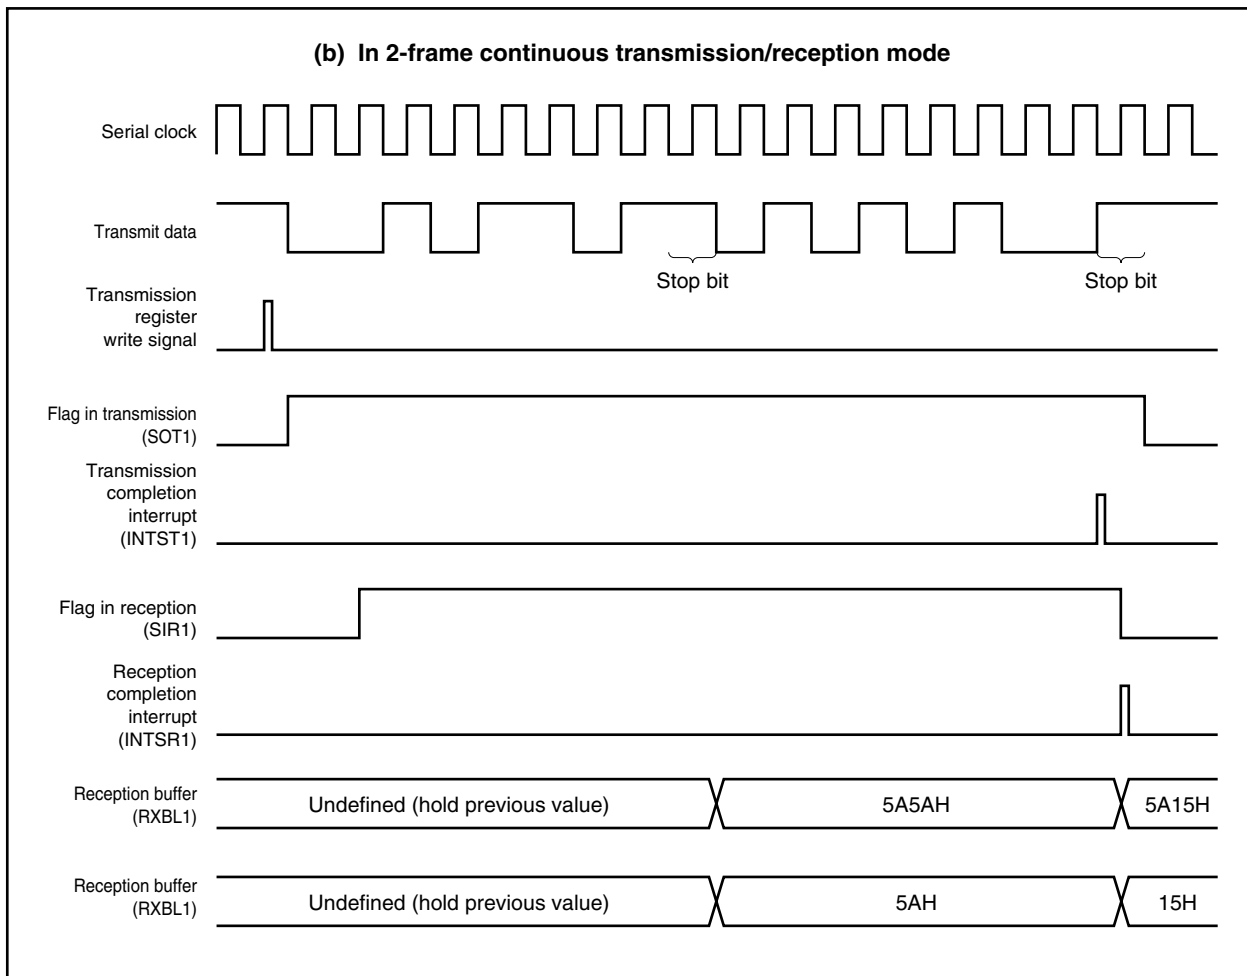 (b) In 2-frame continuous transmission/reception mode
Serial clock
Transmit data
Stop bit
Stop bit
Transmission
register
write signal
Flag in transmission
(SOT1)
Transmission
completion
interrupt
(INTST1)
Flag in reception
(SIR1)
Reception
completion
interrupt
(INTSR1)
Reception buffer
(RXBL1)
Undefined (hold previous value)
5A5AH
5A15H
Reception buffer
(RXBL1)
Undefined (hold previous value)
5AH
15H